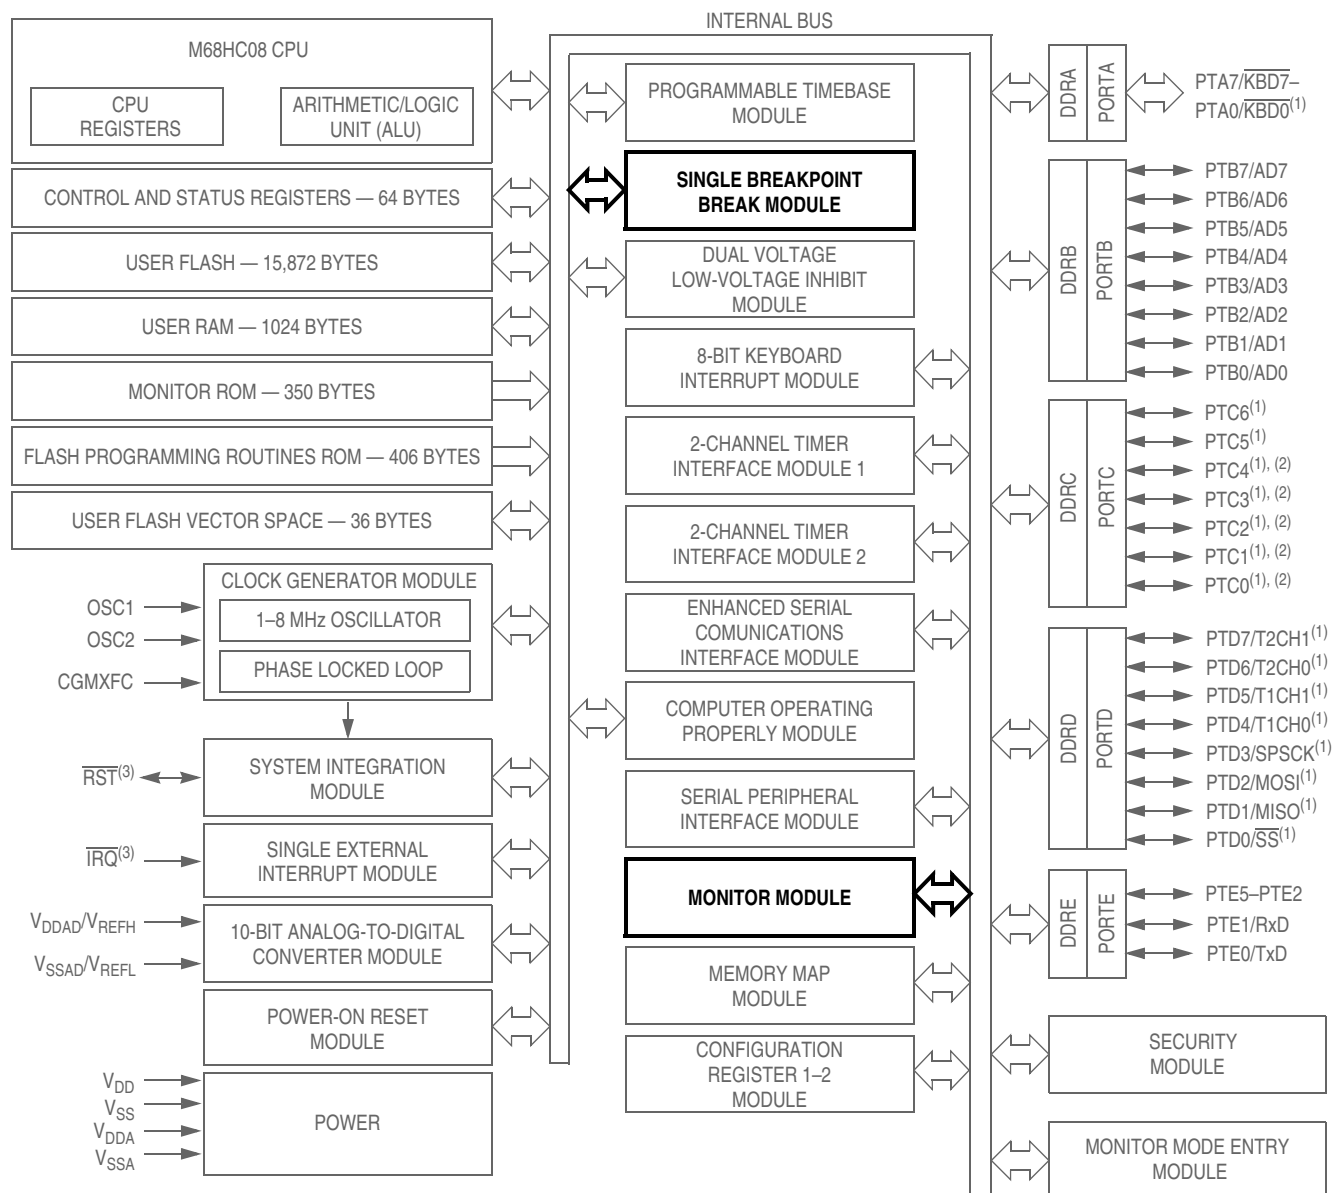 INTERNAL BUS
M68HC08 CPU
CPU
REGISTERS
ARITHMETIC/LOGIC
UNIT (ALU)
CONTROL AND STATUS REGISTERS — 64 BYTES
USER FLASH — 15,872 BYTES
USER RAM — 1024 BYTES
MONITOR ROM — 350 BYTES
FLASH PROGRAMMING ROUTINES ROM — 406 BYTES
USER FLASH VECTOR SPACE — 36 BYTES
CLOCK GENERATOR MODULE
1–8 MHz OSCILLATOR
PHASE LOCKED LOOP
OSC1
OSC2
CGMXFC
SYSTEM INTEGRATION
MODULE
RST(3)
SINGLE EXTERNAL
INTERRUPT MODULE
IRQ(3)
10-BIT ANALOG-TO-DIGITAL
CONVERTER MODULE
VDDAD/VREFH
VSSAD/VREFL
POWER-ON RESET
MODULE
POWER
VDD
VSS
VDDA
VSSA
PROGRAMMABLE TIMEBASE
MODULE
SINGLE BREAKPOINT
BREAK MODULE
DUAL VOLTAGE
LOW-VOLTAGE INHIBIT
MODULE
8-BIT KEYBOARD
INTERRUPT MODULE
2-CHANNEL TIMER
INTERFACE MODULE 1
2-CHANNEL TIMER
INTERFACE MODULE 2
ENHANCED SERIAL
COMUNICATIONS
INTERFACE MODULE
COMPUTER OPERATING
PROPERLY MODULE
SERIAL PERIPHERAL
INTERFACE MODULE
MONITOR MODULE
MEMORY MAP
MODULE
CONFIGURATION
REGISTER 1–2
MODULE
DDRA
PORTA
PTA7/KBD7–
PTA0/KBD0(1)
DDRB
PORTB
PTB7/AD7
PTB6/AD6
PTB5/AD5
PTB4/AD4
PTB3/AD3
PTB2/AD2
PTB1/AD1
PTB0/AD0
DDRC
PORTC
PTC6(1)
PTC5(1)
PTC4(1), (2)
PTC3(1), (2)
PTC2(1), (2)
PTC1(1), (2)
PTC0(1), (2)
DDRD
PORTD
PTD7/T2CH1(1)
PTD6/T2CH0(1)
PTD5/T1CH1(1)
PTD4/T1CH0(1)
PTD3/SPSCK(1)
PTD2/MOSI(1)
PTD1/MISO(1)
PTD0/SS(1)
DDRE
PORTE
PTE5–PTE2
PTE1/RxD
PTE0/TxD
SECURITY
MODULE
MONITOR MODE ENTRY
MODULE